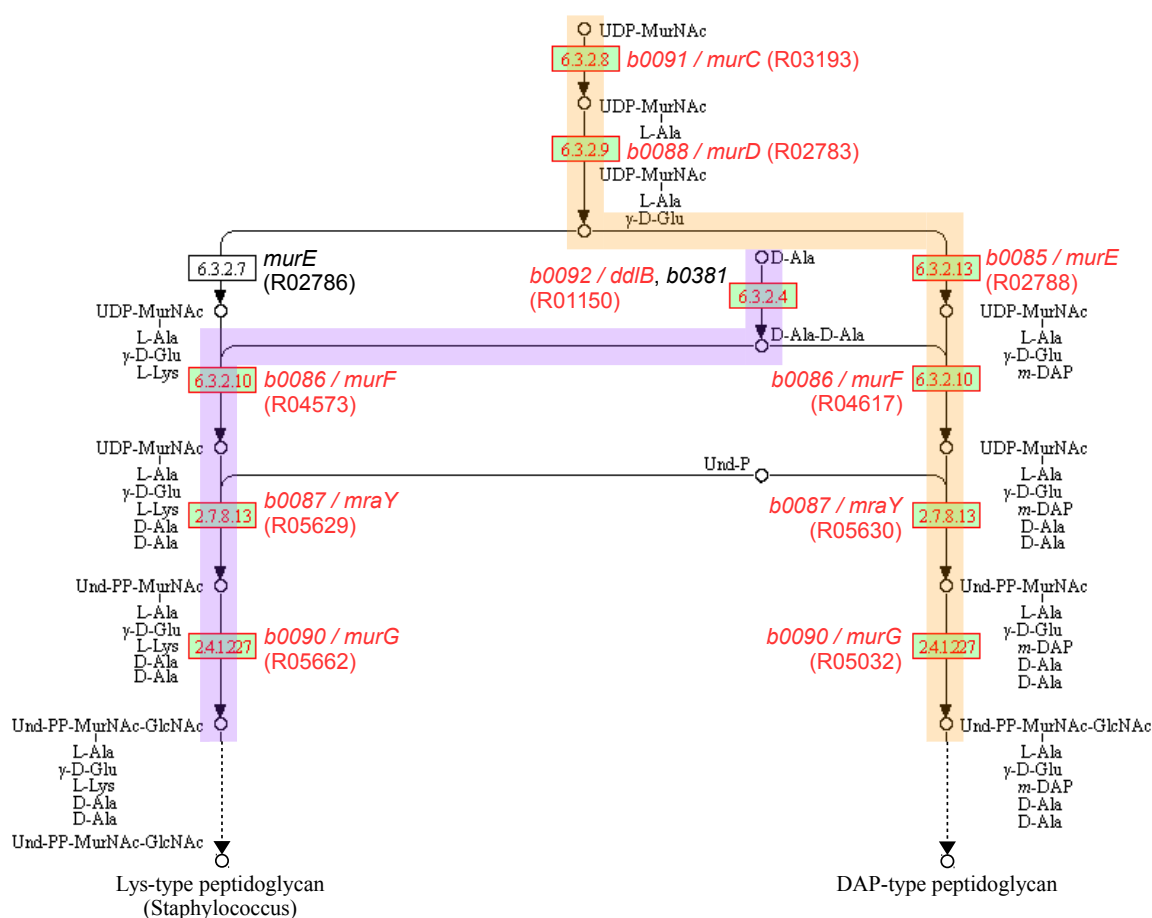 UDP-MurNAc
6.3.2.8
b0091 / murC (R03193)
UDP-MurNAc
L-Ala
6.3.2.9
b0088 / murD (R02783)
UDP-MurNAc
L-Ala
γ-D-Glu
murE
(R02786)
6.3.2.7
b0092 / ddlB, b0381
(R01150)
D-Ala
6.3.2.4
b0085 / murE
(R02788)
6.3.2.13
UDP-MurNAc
L-Ala
γ-D-Glu
L-Lys
D-Ala-D-Ala
UDP-MurNAc
L-Ala
γ-D-Glu
m-DAP
6.3.2.10
b0086 / murF
(R04573)
b0086 / murF
(R04617)
6.3.2.10
UDP-MurNAc
L-Ala
γ-D-Glu
L-Lys
D-Ala
D-Ala
Und-P
UDP-MurNAc
L-Ala
γ-D-Glu
m-DAP
D-Ala
D-Ala
2.7.8.13
b0087 / mraY
(R05629)
b0087 / mraY
(R05630)
2.7.8.13
Und-PP-MurNAc
L-Ala
γ-D-Glu
L-Lys
D-Ala
D-Ala
Und-PP-MurNAc
L-Ala
γ-D-Glu
m-DAP
D-Ala
D-Ala
2.4.1.227
b0090 / murG
(R05662)
b0090 / murG
(R05032)
2.4.1.227
Und-PP-MurNAc-GlcNAc
L-Ala
γ-D-Glu
L-Lys
D-Ala
D-Ala
Und-PP-MurNAc-GlcNAc
Und-PP-MurNAc-GlcNAc
L-Ala
γ-D-Glu
m-DAP
D-Ala
D-Ala
Lys-type peptidoglycan
(Staphylococcus)
DAP-type peptidoglycan